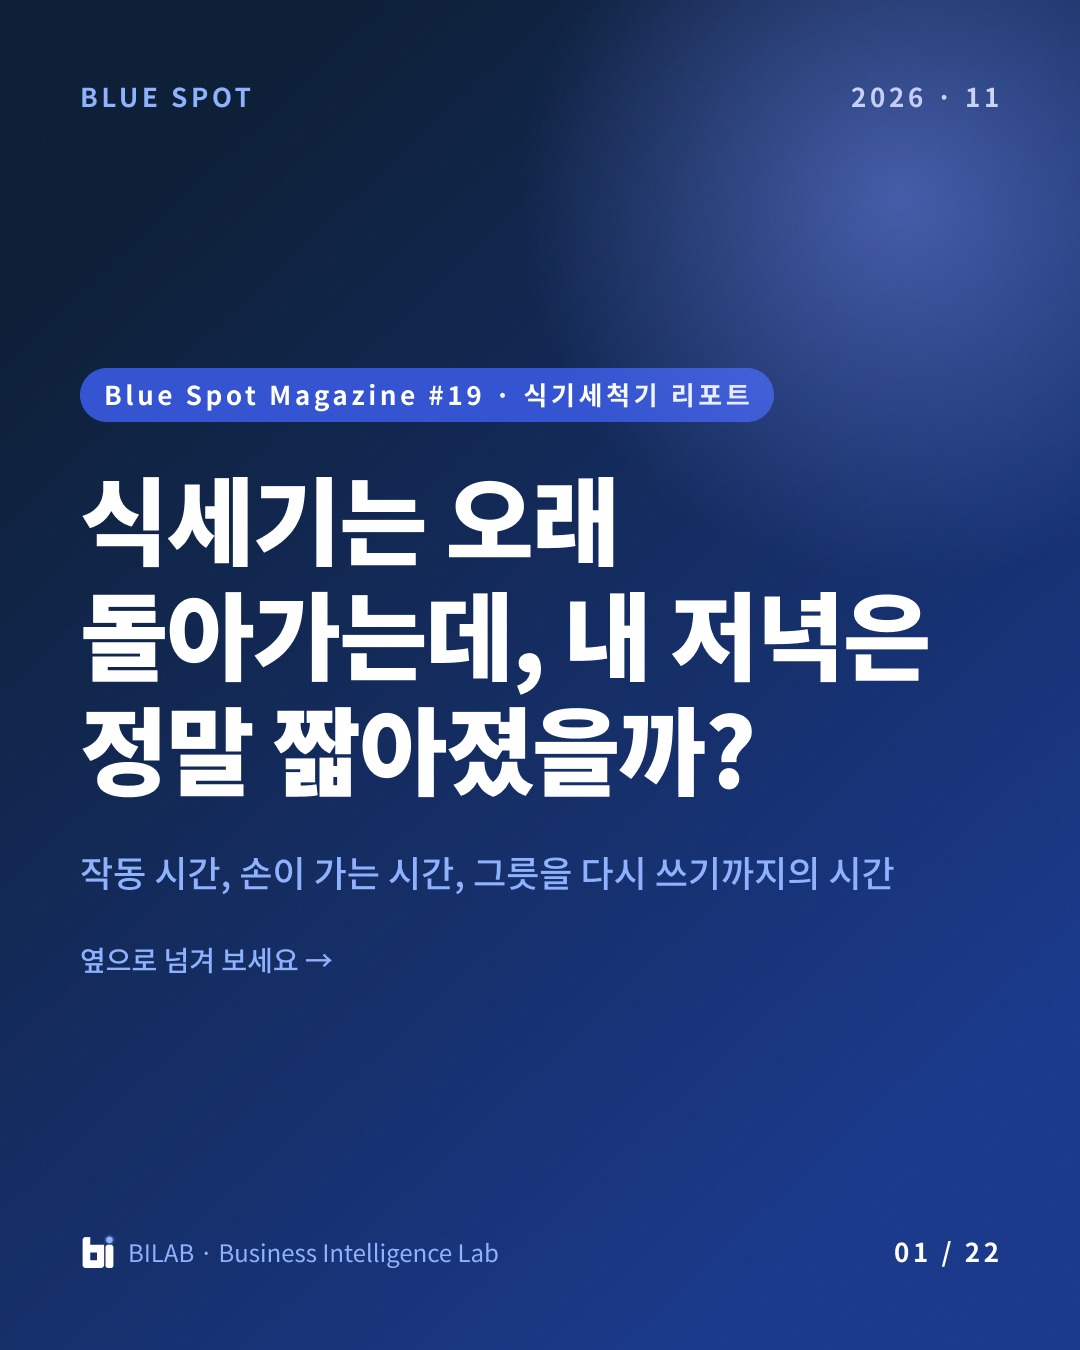 BLUE SPOT
2026 · 11
Blue Spot Magazine #19 · 식기세척기 리포트
식세기는 오래
돌아가는데, 내 저녁은
정말 짧아졌을까?
작동 시간, 손이 가는 시간, 그릇을 다시 쓰기까지의 시간
옆으로 넘겨 보세요 →
bi BILAB · Business Intelligence Lab
01 / 22